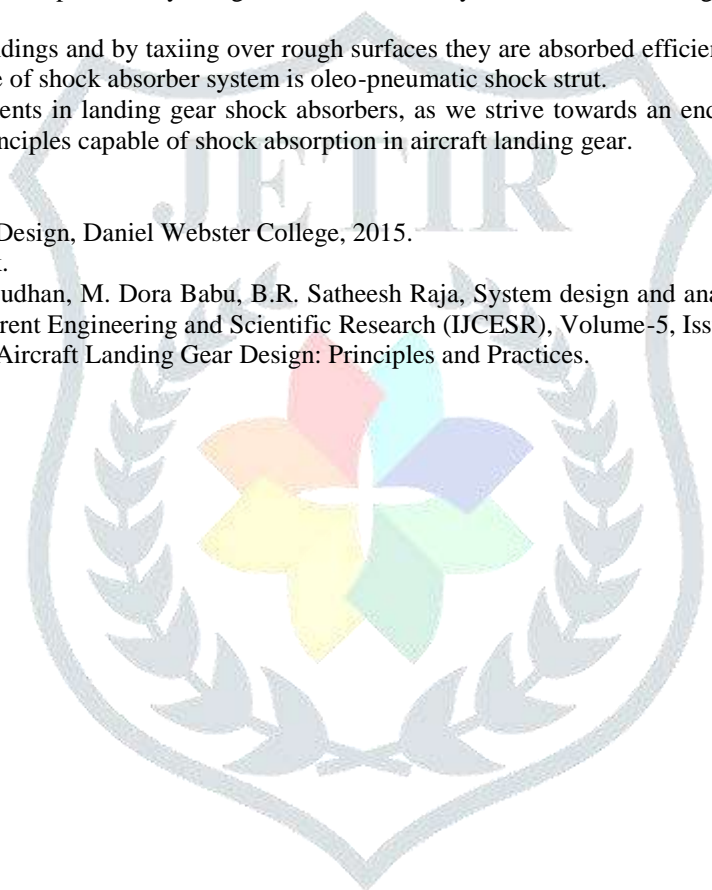 dings and by taxiing over rough surfaces they are absorbed efficien
e of shock absorber system is oleo-pneumatic shock strut.
ents in landing gear shock absorbers, as we strive towards an end
nciples capable of shock absorption in aircraft landing gear.
JETIR
Design, Daniel Webster College, 2015.
udhan, M. Dora Babu, B.R. Satheesh Raja, System design and ana
rent Engineering and Scientific Research (IJCESR), Volume-5, Iss
Aircraft Landing Gear Design: Principles and Practices.